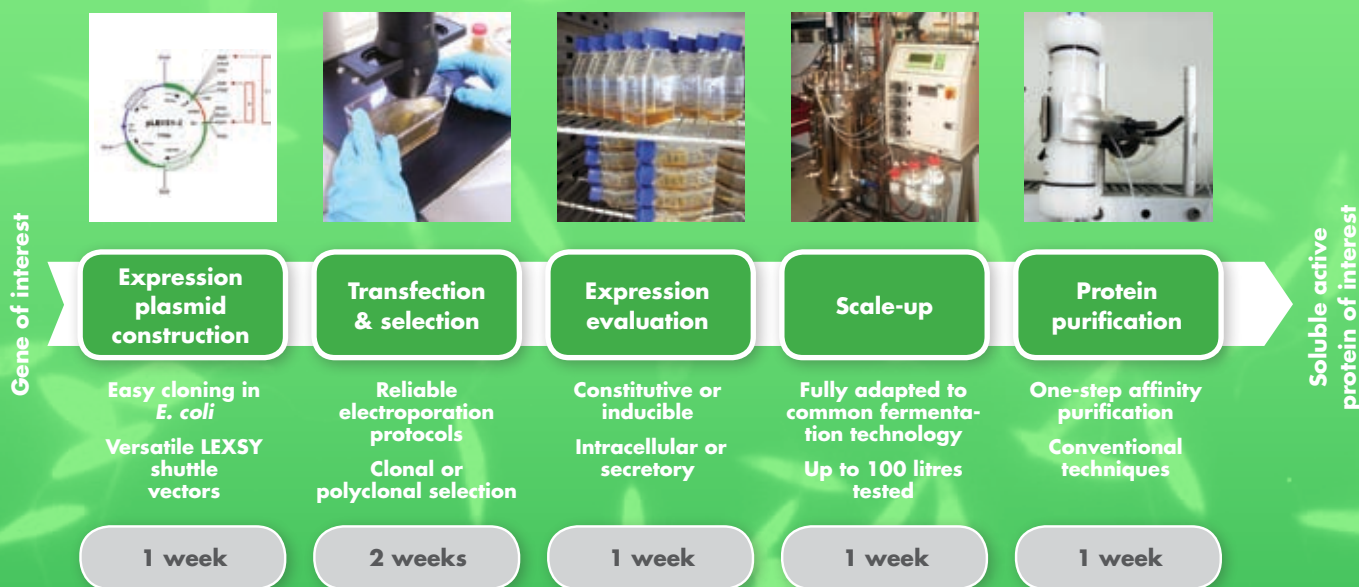 pLEXSY-2
Gene of interest
Expression
plasmid
construction
Transfection
& selection
Expression
evaluation
Scale-up
Protein
purification
Soluble active
protein of interest
Easy cloning in
E. coli
Versatile LEXSY
shuttle
vectors
Reliable
electroporation
protocols
Clonal or
polyclonal selection
Constitutive or
inducible
Intracellular or
secretory
Fully adapted to
common fermenta-
tion technology
Up to 100 litres
tested
One-step affinity
purification
Conventional
techniques
1 week
2 weeks
1 week
1 week
1 week